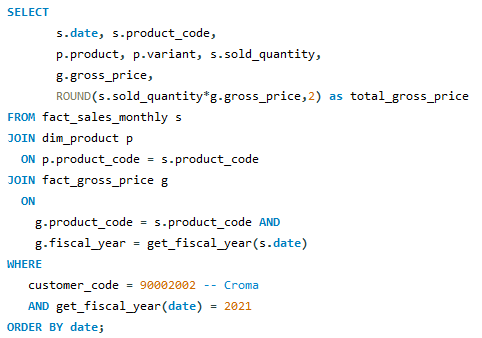 SELECT
s.date, s.product_code,
p.product, p.variant, s.sold_quantity,
g.gross_price,
ROUND(s.sold_quantity*g.gross_price,2) as total_gross_price
FROM fact_sales_monthly s
JOIN dim_product p
ON p.product_code = s.product_code
JOIN fact_gross_price g
ON
g.product_code = s.product_code AND
g.fiscal_year = get_fiscal_year(s.date)
WHERE
customer_code = 90002002 -- Croma
AND get_fiscal_year(date) = 2021
ORDER BY date;